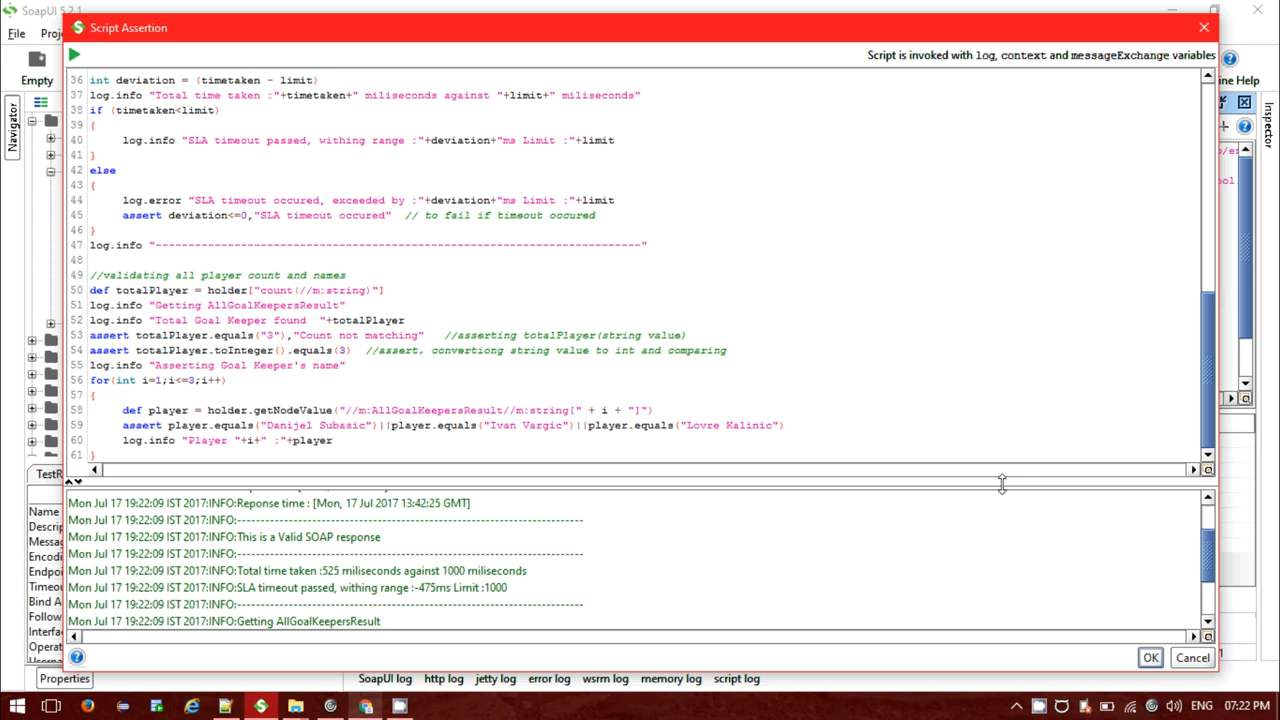 SoapUI 5.2.1
Script Assertion
File
Script is invoked with log, context and messageExchange variables
Empty
Navigator
Inspector
36 int deviation = (timetaken - limit)
37 log.info "Total time taken :"+timetaken+" miliseconds against "+limit+" miliseconds"
38 if (timetaken<limit)
39 {
40 log.info "SLA timeout passed, withing range :"+deviation+"ms Limit :"+limit
41 }
42 else
43 {
44 log.error "SLA timeout occured, exceeded by :"+deviation+"ms Limit :"+limit
45 assert deviation<=0,"SLA timeout occured" // to fail if timeout occured
46 }
47 log.info "--------------------------------------------------------------------------"
48
49 //validating all player count and names
50 def totalPlayer = holder["count(//m:string)"]
51 log.info "Getting AllGoalKeepersResult"
52 log.info "Total Goal Keeper found  "+totalPlayer
53 assert totalPlayer.equals("3"),"Count not matching" //asserting totalPlayer(string value)
54 assert totalPlayer.toInteger().equals(3) //assert, convertiong string value to int and comparing
55 log.info "Asserting Goal Keeper's name"
56 for(int i=1;i<=3;i++)
57 {
58 def player = holder.getNodeValue("//m:AllGoalKeepersResult//m:string[" + i + "]")
59 assert player.equals("Danijel Subasic")||player.equals("Ivan Vargic")||player.equals("Lovre Kalinic")
60 log.info "Player "+i+" :"+player
61 }
Mon Jul 17 19:22:09 IST 2017:INFO:Reponse time : [Mon, 17 Jul 2017 13:42:25 GMT]
Mon Jul 17 19:22:09 IST 2017:INFO:--------------------------------------------------------------------------
Mon Jul 17 19:22:09 IST 2017:INFO:This is a Valid SOAP response
Mon Jul 17 19:22:09 IST 2017:INFO:--------------------------------------------------------------------------
Mon Jul 17 19:22:09 IST 2017:INFO:Total time taken :525 miliseconds against 1000 miliseconds
Mon Jul 17 19:22:09 IST 2017:INFO:SLA timeout passed, withing range :-475ms Limit :1000
Mon Jul 17 19:22:09 IST 2017:INFO:--------------------------------------------------------------------------
Mon Jul 17 19:22:09 IST 2017:INFO:Getting AllGoalKeepersResult
Name
OK Cancel
Properties SoapUI log http log jetty log error log wsrm log memory log script log
ENG 07:22 PM